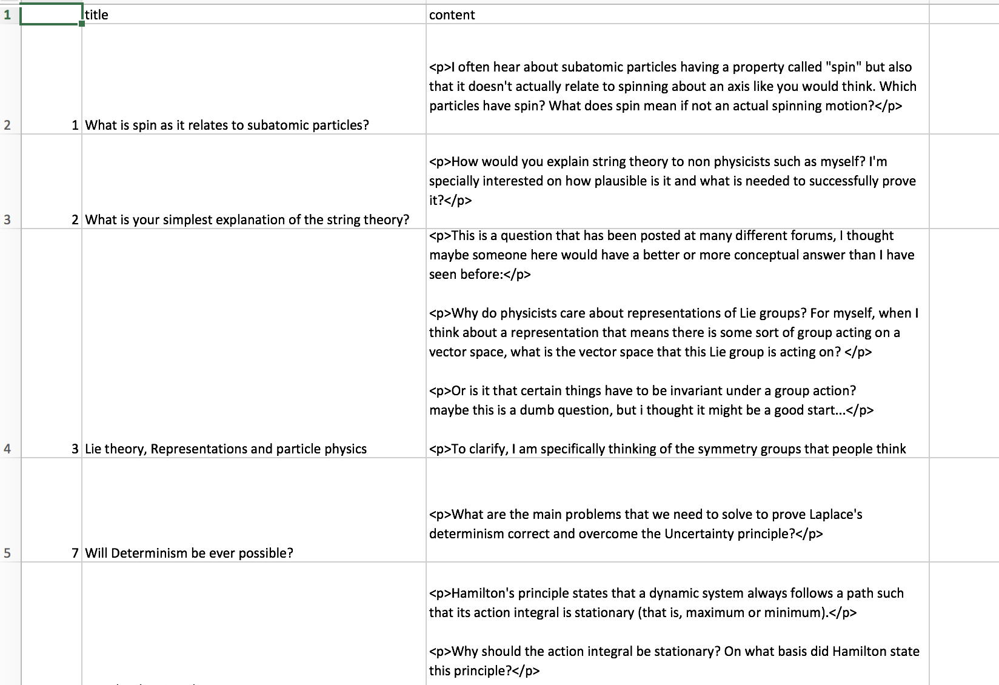 1 title content
<p>I often hear about subatomic particles having a property called "spin" but also
that it doesn't actually relate to spinning about an axis like you would think. Which
particles have spin? What does spin mean if not an actual spinning motion?</p>
2 1 What is spin as it relates to subatomic particles?
<p>How would you explain string theory to non physicists such as myself? I'm
specially interested on how plausible is it and what is needed to successfully prove
it?</p>
3 2 What is your simplest explanation of the string theory?
<p>This is a question that has been posted at many different forums, I thought
maybe someone here would have a better or more conceptual answer than I have
seen before:</p>
<p>Why do physicists care about representations of Lie groups? For myself, when I
think about a representation that means there is some sort of group acting on a
vector space, what is the vector space that this Lie group is acting on? </p>
<p>Or is it that certain things have to be invariant under a group action?
maybe this is a dumb question, but i thought it might be a good start...</p>
4 3 Lie theory, Representations and particle physics <p>To clarify, I am specifically thinking of the symmetry groups that people think
<p>What are the main problems that we need to solve to prove Laplace's
determinism correct and overcome the Uncertainty principle?</p>
5 7 Will Determinism be ever possible?
<p>Hamilton's principle states that a dynamic system always follows a path such
that its action integral is stationary (that is, maximum or minimum).</p>
<p>Why should the action integral be stationary? On what basis did Hamilton state
this principle?</p>